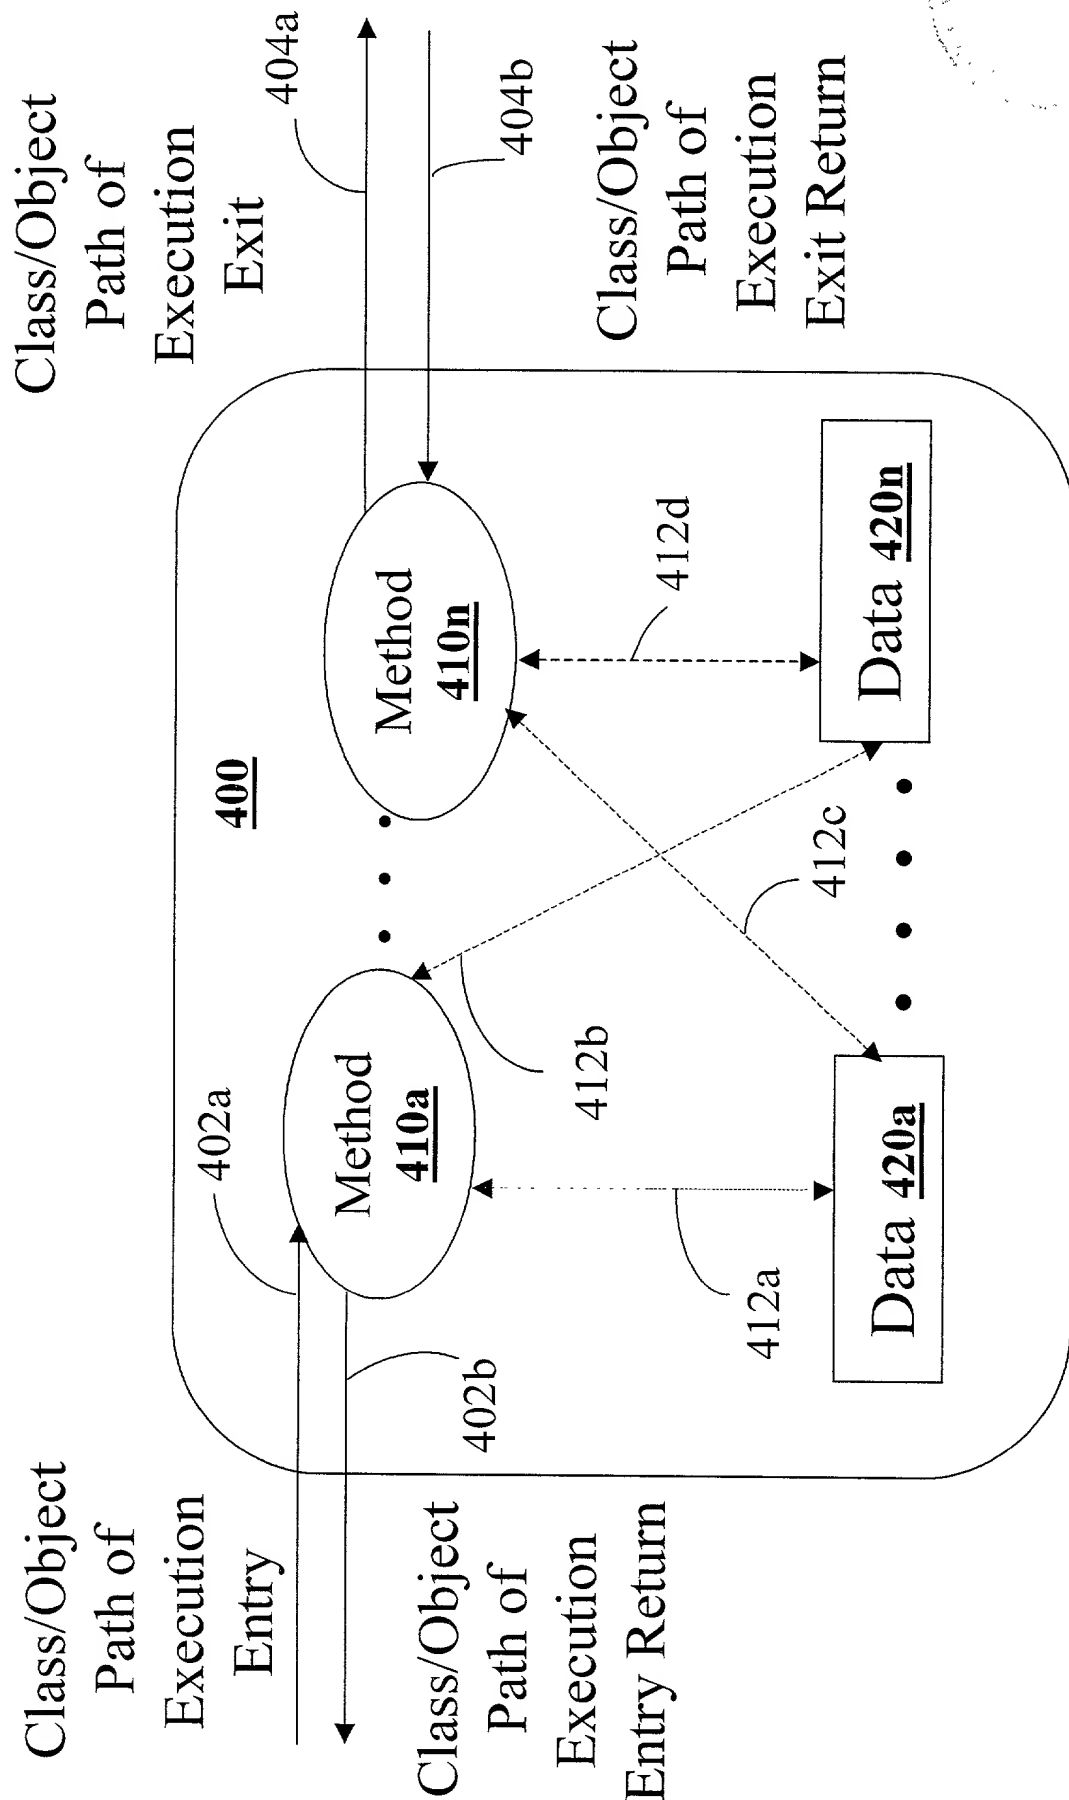 Class/Object
Path of
Execution
Entry
Class/Object
Path of
Execution
Exit
404a
402a
400
404b
Method
410a
Method
410n
402b
Class/Object
Path of
Execution
Entry Return
412b
412d
Class/Object
Path of
Execution
Exit Return
412a
412c
Data 420a
Data 420n